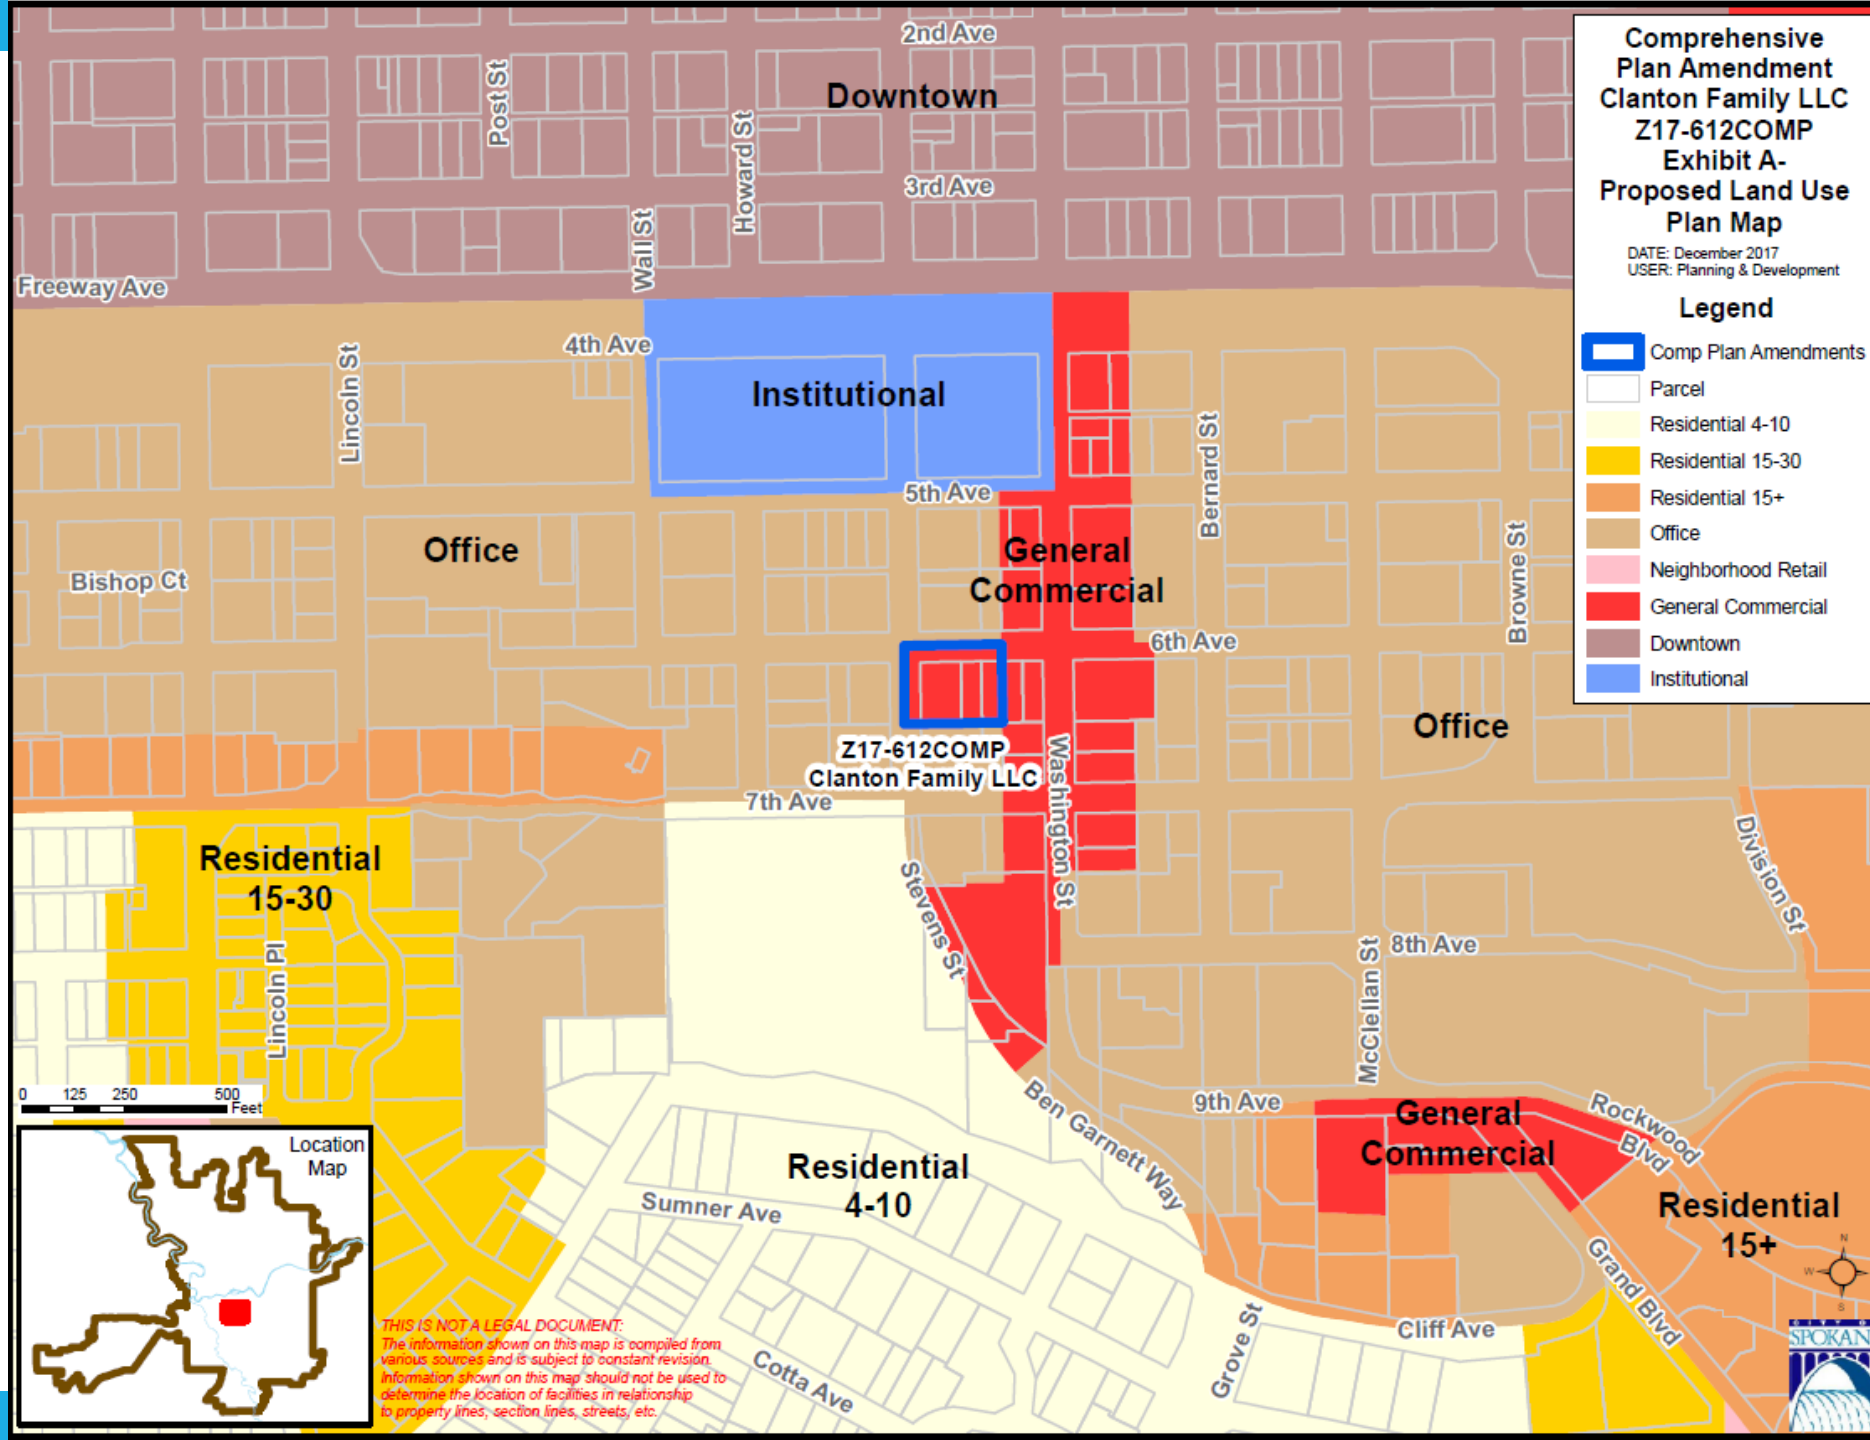 2nd Ave
Downtown
Post St
Howard St
3rd Ave
Wall St
Freeway Ave
Comprehensive
Plan Amendment
Clanton Family LLC
Z17-612COMP
Exhibit A-
Proposed Land Use
Plan Map
DATE: December 2017
USER: Planning & Development
Legend
Comp Plan Amendments
Parcel
Residential 4-10
Residential 15-30
Residential 15+
Office
Neighborhood Retail
General Commercial
Downtown
Institutional
4th Ave
Lincoln St
Institutional
Bernard St
5th Ave
Office
General
Commercial
Bishop Ct
Browne St
6th Ave
Office
Z17-612COMP
Clanton Family LLC
Washington St
7th Ave
Residential
15-30
Stevens St
Division St
Lincoln Pl
8th Ave
McClellan St
0 125 250 500
Feet
Ben Garnett Way
9th Ave
General
Commercial
Rockwood
Blvd
Location
Map
Residential
4-10
Sumner Ave
Residential
15+
N
W
S
Grand Blvd
Grove St
Cliff Ave
Cotta Ave
THIS IS NOT A LEGAL DOCUMENT:
The information shown on this map is compiled from
various sources and is subject to constant revision.
Information shown on this map should not be used to
determine the location of facilities in relationship
to property lines, section lines, streets, etc.
CITY O
SPOKAN